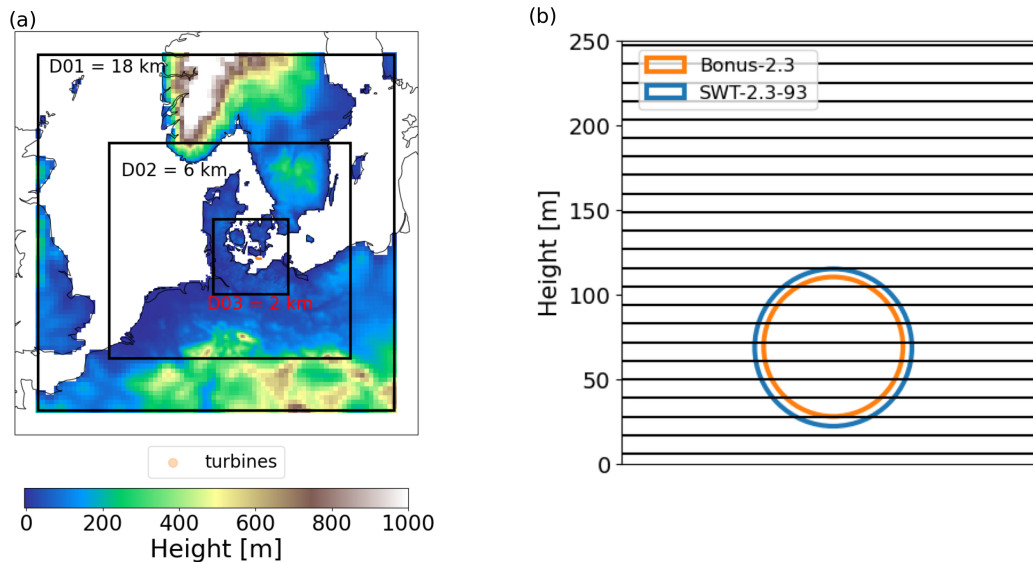 (a)
D01 = 18 km
D02 = 6 km
D03 = 2 km
turbines
0 200 400 600 800 1000
Height [m]
(b)
250
200
150
100
50
0
Height [m]
Bonus-2.3
SWT-2.3-93